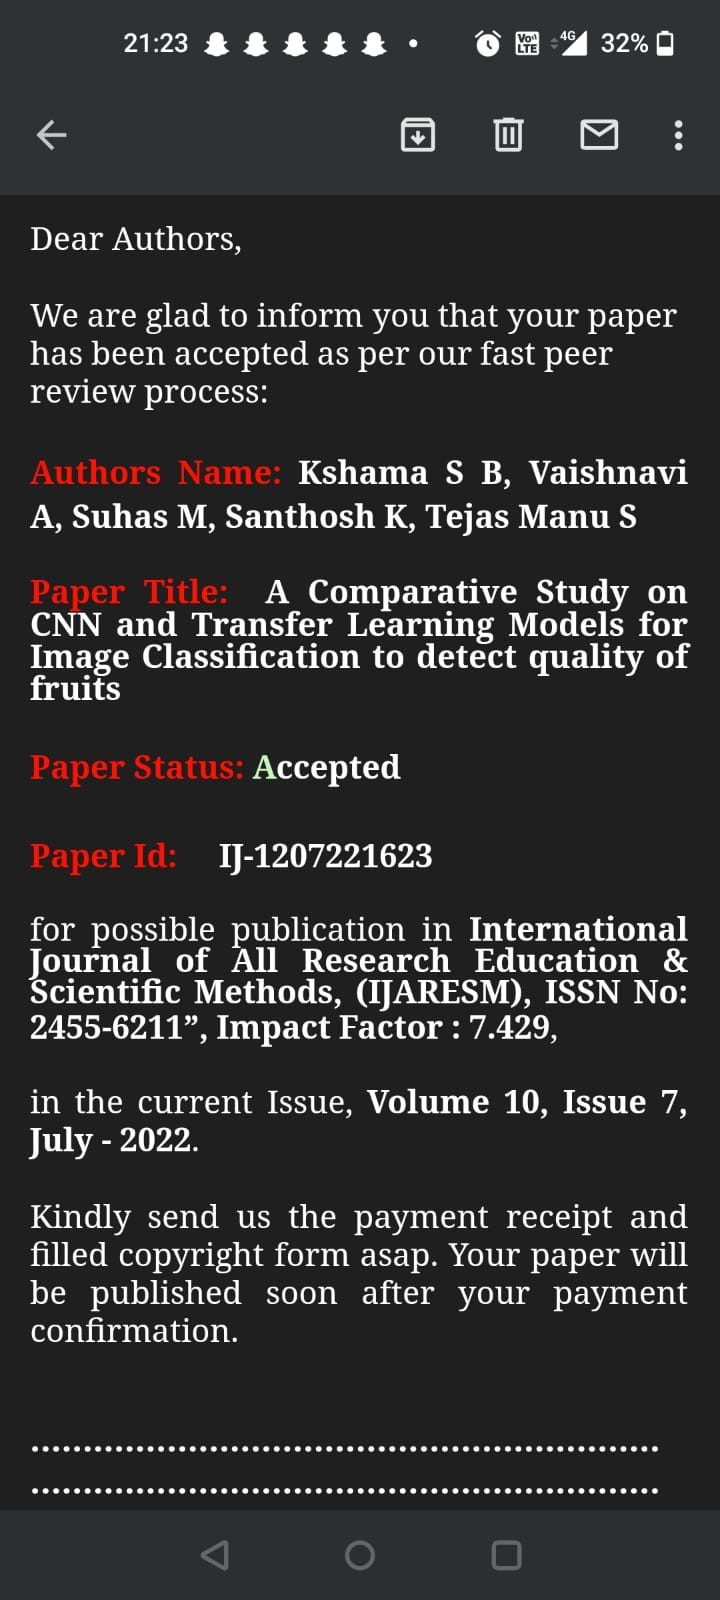 21:23
Vo)) LTE 4G 32%
Dear Authors,
We are glad to inform you that your paper
has been accepted as per our fast peer
review process:
Authors Name: Kshama S B, Vaishnavi
A, Suhas M, Santhosh K, Tejas Manu S
Paper Title: A Comparative Study on
CNN and Transfer Learning Models for
Image Classification to detect quality of
fruits
Paper Status: Accepted
Paper Id: IJ-1207221623
for possible publication in International
Journal of All Research Education &
Scientific Methods, (IJARESM), ISSN No:
2455-6211”, Impact Factor : 7.429,
in the current Issue, Volume 10, Issue 7,
July - 2022.
Kindly send us the payment receipt and
filled copyright form asap. Your paper will
be published soon after your payment
confirmation.
............................................................
............................................................